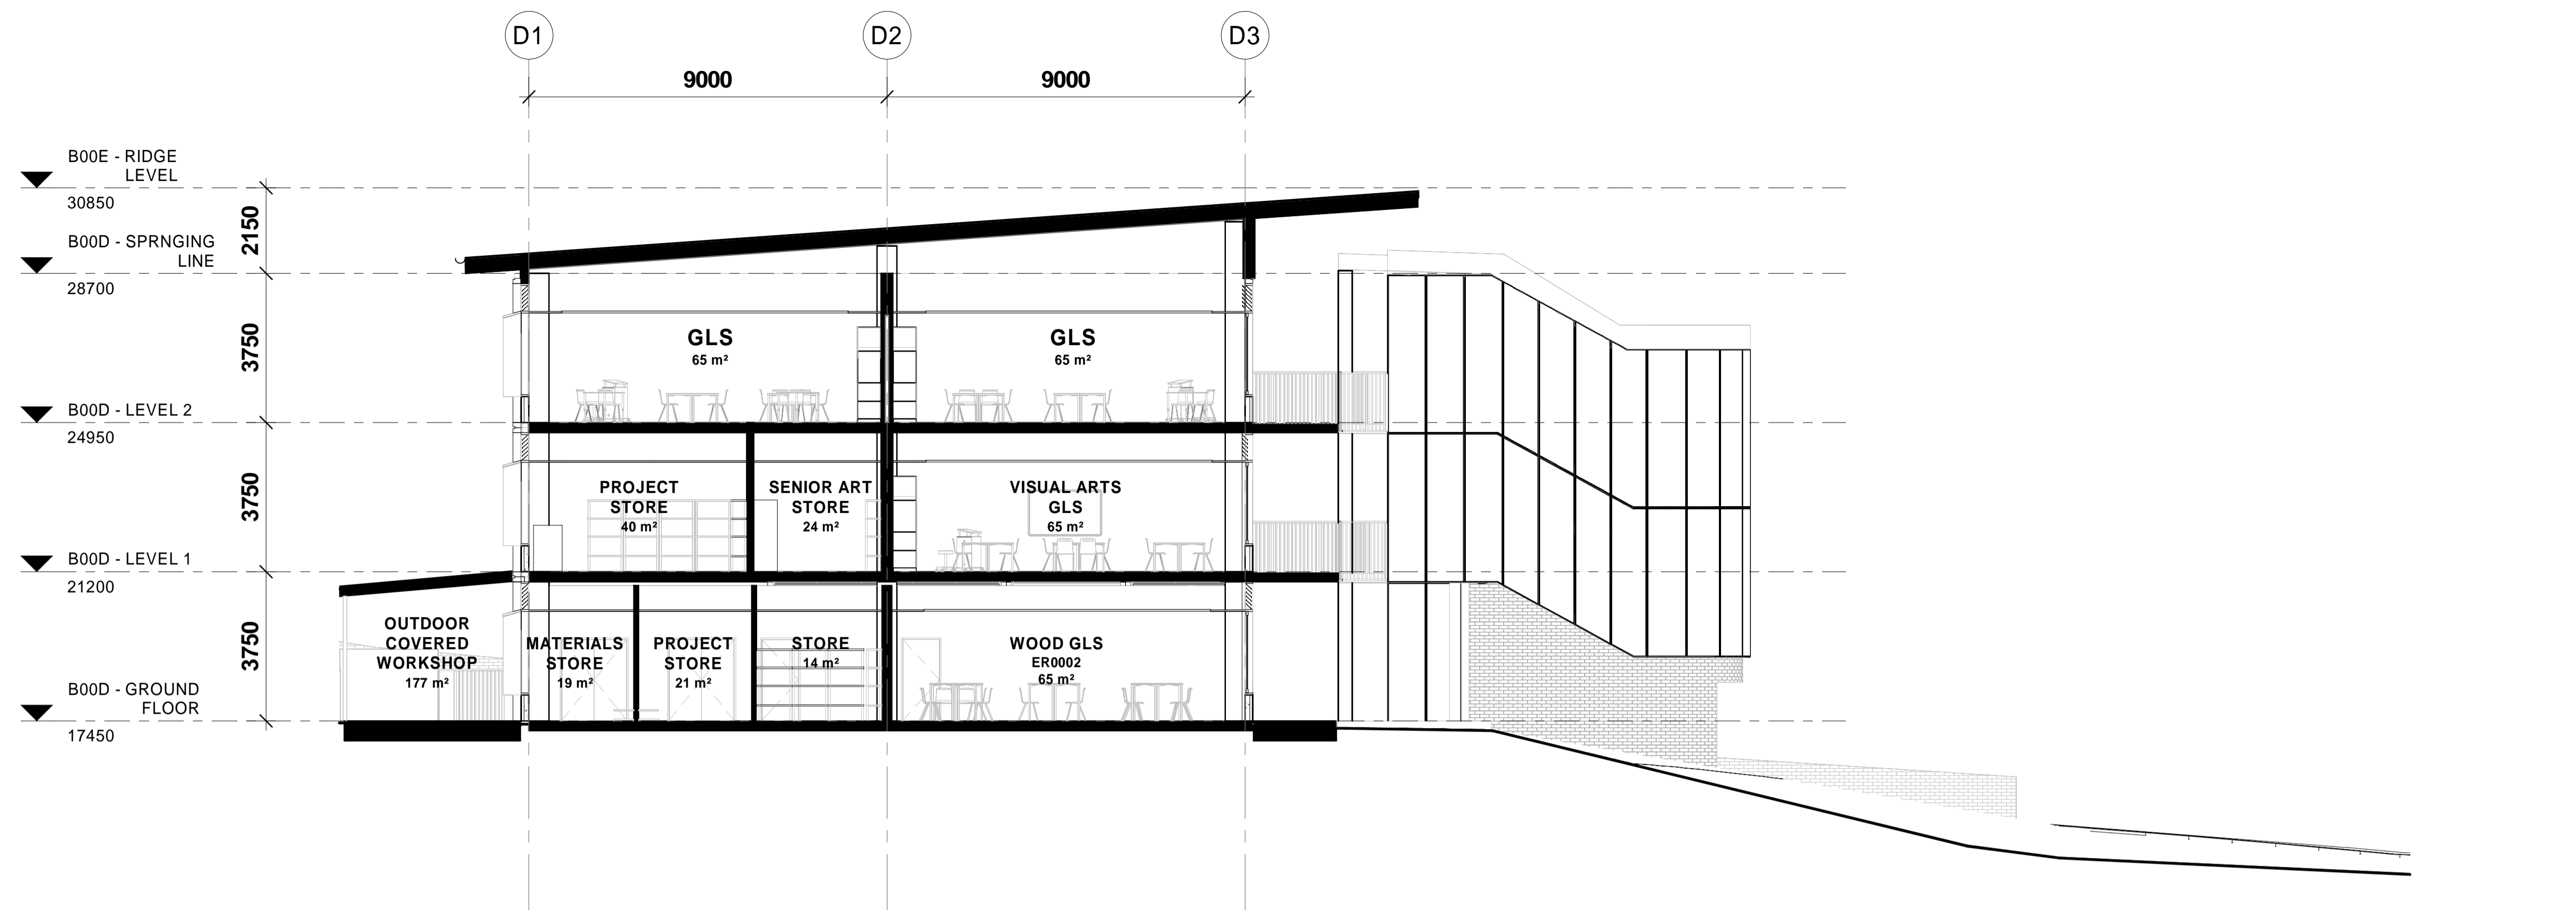 D1
D2
D3
9000
9000
B00E - RIDGE
LEVEL
30850
2150
B00D - SPRNGING
LINE
28700
3750
GLS
65 m²
GLS
65 m²
B00D - LEVEL 2
24950
3750
PROJECT
STORE
40 m²
SENIOR ART
STORE
24 m²
VISUAL ARTS
GLS
65 m²
B00D - LEVEL 1
21200
3750
OUTDOOR
COVERED
WORKSHOP
177 m²
MATERIALS
STORE
19 m²
PROJECT
STORE
21 m²
STORE
14 m²
WOOD GLS
ER0002
65 m²
B00D - GROUND
FLOOR
17450